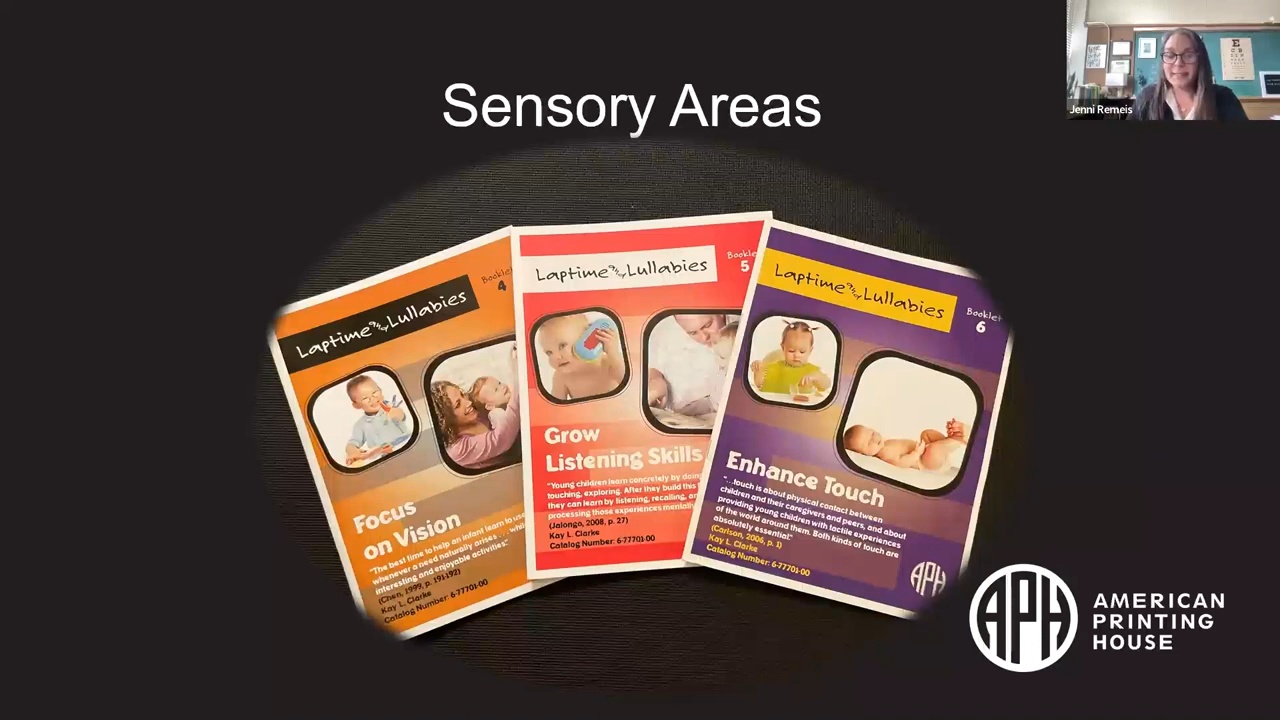 Sensory Areas
Jenni Remeis
E
Laptime and Lullabies
Booklet
4
Focus
on Vision
"The best time to help an infant learn to use
whenever a need naturally arises . . . while
interesting and enjoyable activities."
(Chen, 1999, p. 191-192)
Kay L. Clarke
Catalog Number: 6-77701-00
Laptime and Lullabies
Booklet
5
Grow
Listening Skills
"Young children learn concretely by doing,
touching, exploring. After they build this
they can learn by listening, recalling, and
processing those experiences mentally
(Jalongo, 2008, p. 27)
Kay L. Clarke
Catalog Number: 6-77701-00
Laptime and Lullabies
Booklet
6
Enhance Touch
"...touch is about physical contact between
children and their caregivers and peers, and about
providing young children with tactile experiences
of the world around them. Both kinds of touch are
absolutely essential."
(Carlson, 2006, p. 1)
Kay L. Clarke
Catalog Number: 6-77701-00
APH
APH
AMERICAN
PRINTING
HOUSE